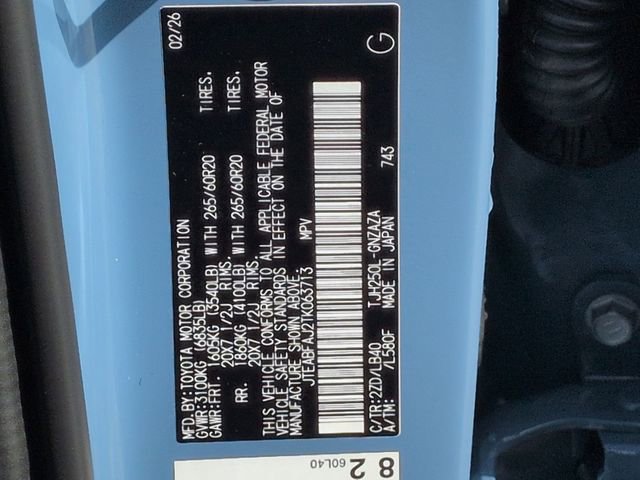 MFD. BY: TOYOTA MOTOR CORPORATION 02/26
GVWR: 3100KG (6835LB)
GAWR: FRT. 1605KG (3540LB) WITH 265/60R20 TIRES.
20X7 1/2J RIMS.
RR. 1860KG (4100LB) WITH 265/60R20 TIRES.
20X7 1/2J RIMS.
THIS VEHICLE CONFORMS TO ALL APPLICABLE FEDERAL MOTOR
VEHICLE SAFETY STANDARDS IN EFFECT ON THE DATE OF
MANUFACTURE SHOWN ABOVE.
JTEABFAJ2TK063713 MPV
C/TR: 2ZD/LB40 TJH250L-GNZAZA G
A/TM: /L580F MADE IN JAPAN 743
60L40
8 2